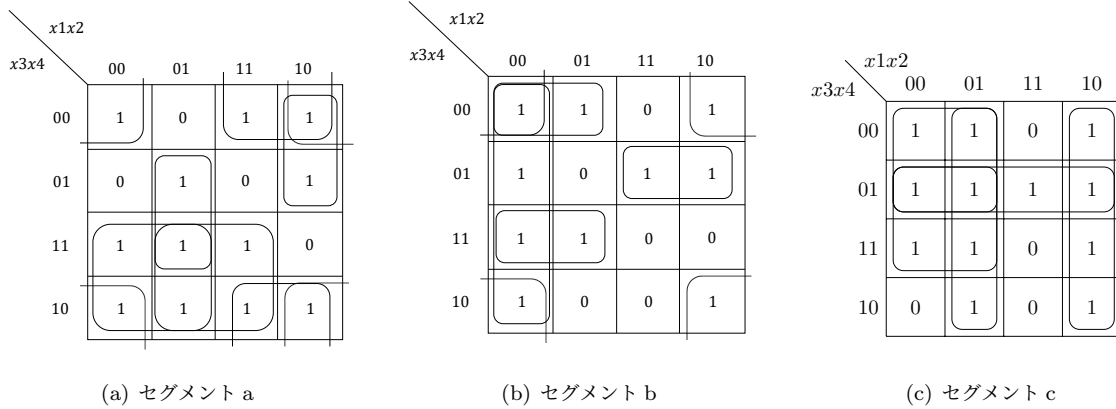 x1x2
x3x4
00 01 11 10
00 1 0 1 1
01 0 1 0 1
11 1 1 1 0
10 1 1 1 1
(a) セグメント a
x1x2
x3x4
00 01 11 10
00 1 1 0 1
01 1 0 1 1
11 1 1 0 0
10 1 0 0 1
(b) セグメント b
x1x2
x3x4
00 01 11 10
00 1 1 0 1
01 1 1 1 1
11 1 1 0 1
10 0 1 0 1
(c) セグメント c